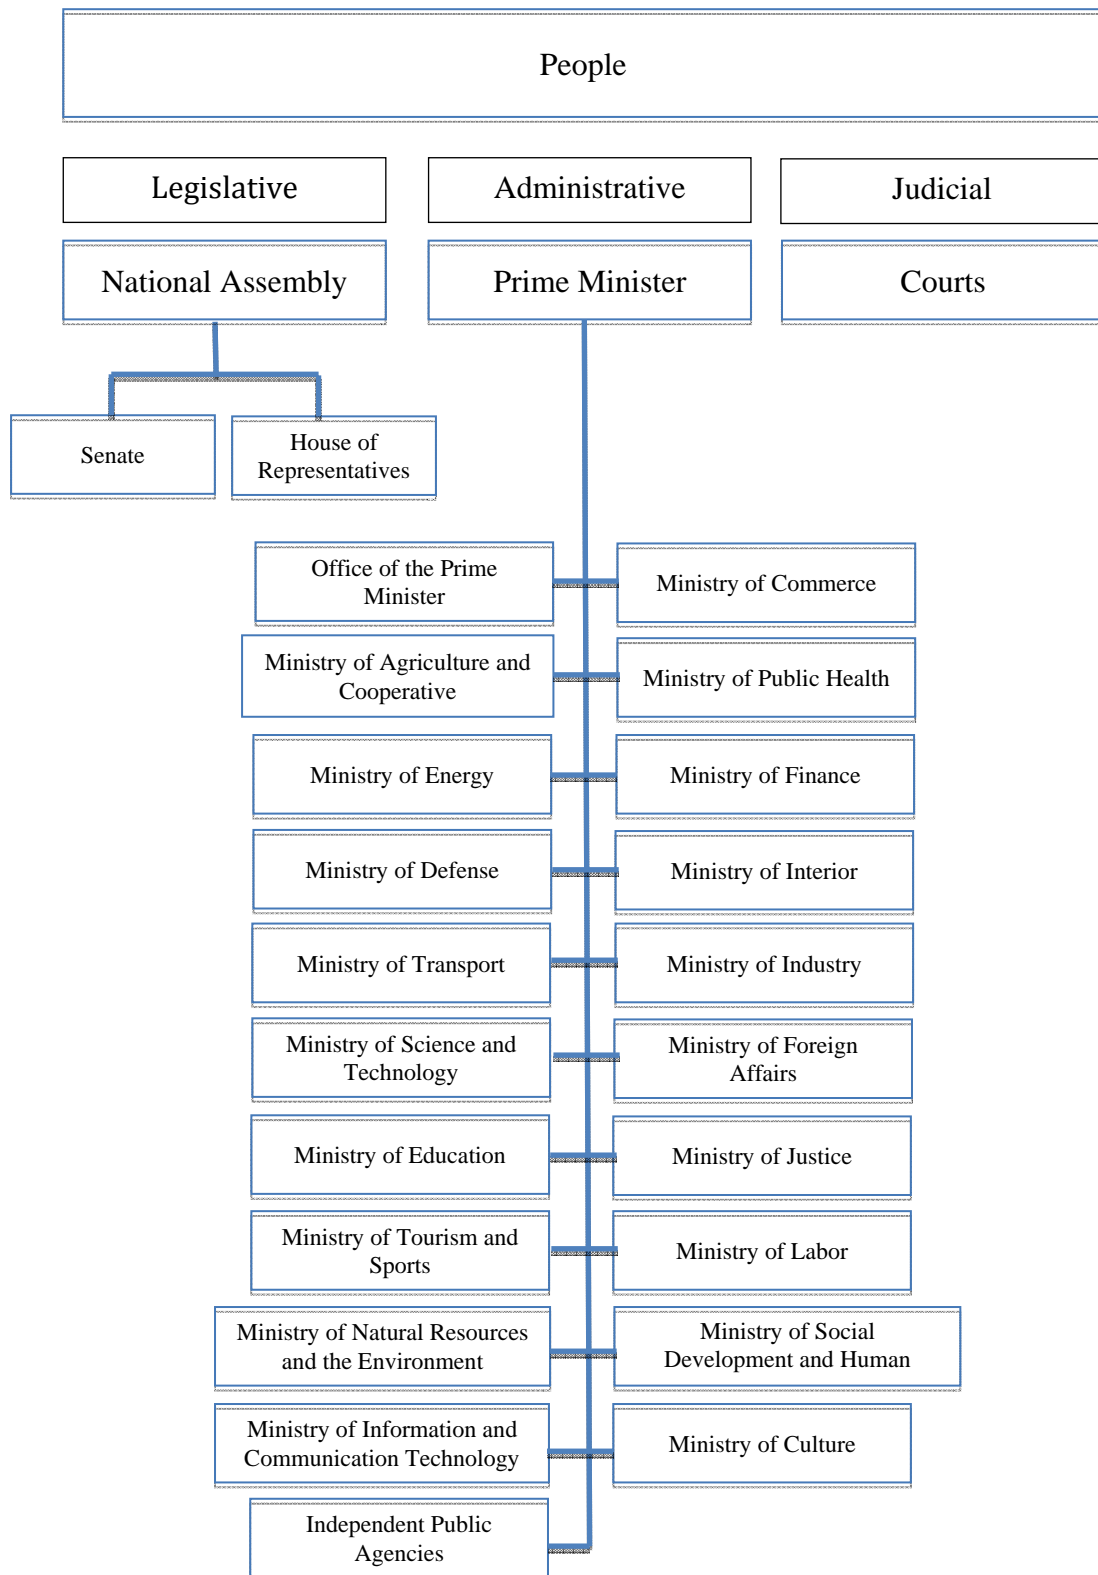 People
Legislative
Administrative
Judicial
National Assembly
Prime Minister
Courts
Senate
House of
Representatives
Office of the Prime
Minister
Ministry of Commerce
Ministry of Agriculture and
Cooperative
Ministry of Public Health
Ministry of Energy
Ministry of Finance
Ministry of Defense
Ministry of Interior
Ministry of Transport
Ministry of Industry
Ministry of Science and
Technology
Ministry of Foreign
Affairs
Ministry of Education
Ministry of Justice
Ministry of Tourism and
Sports
Ministry of Labor
Ministry of Natural Resources
and the Environment
Ministry of Social
Development and Human
Ministry of Information and
Communication Technology
Ministry of Culture
Independent Public
Agencies